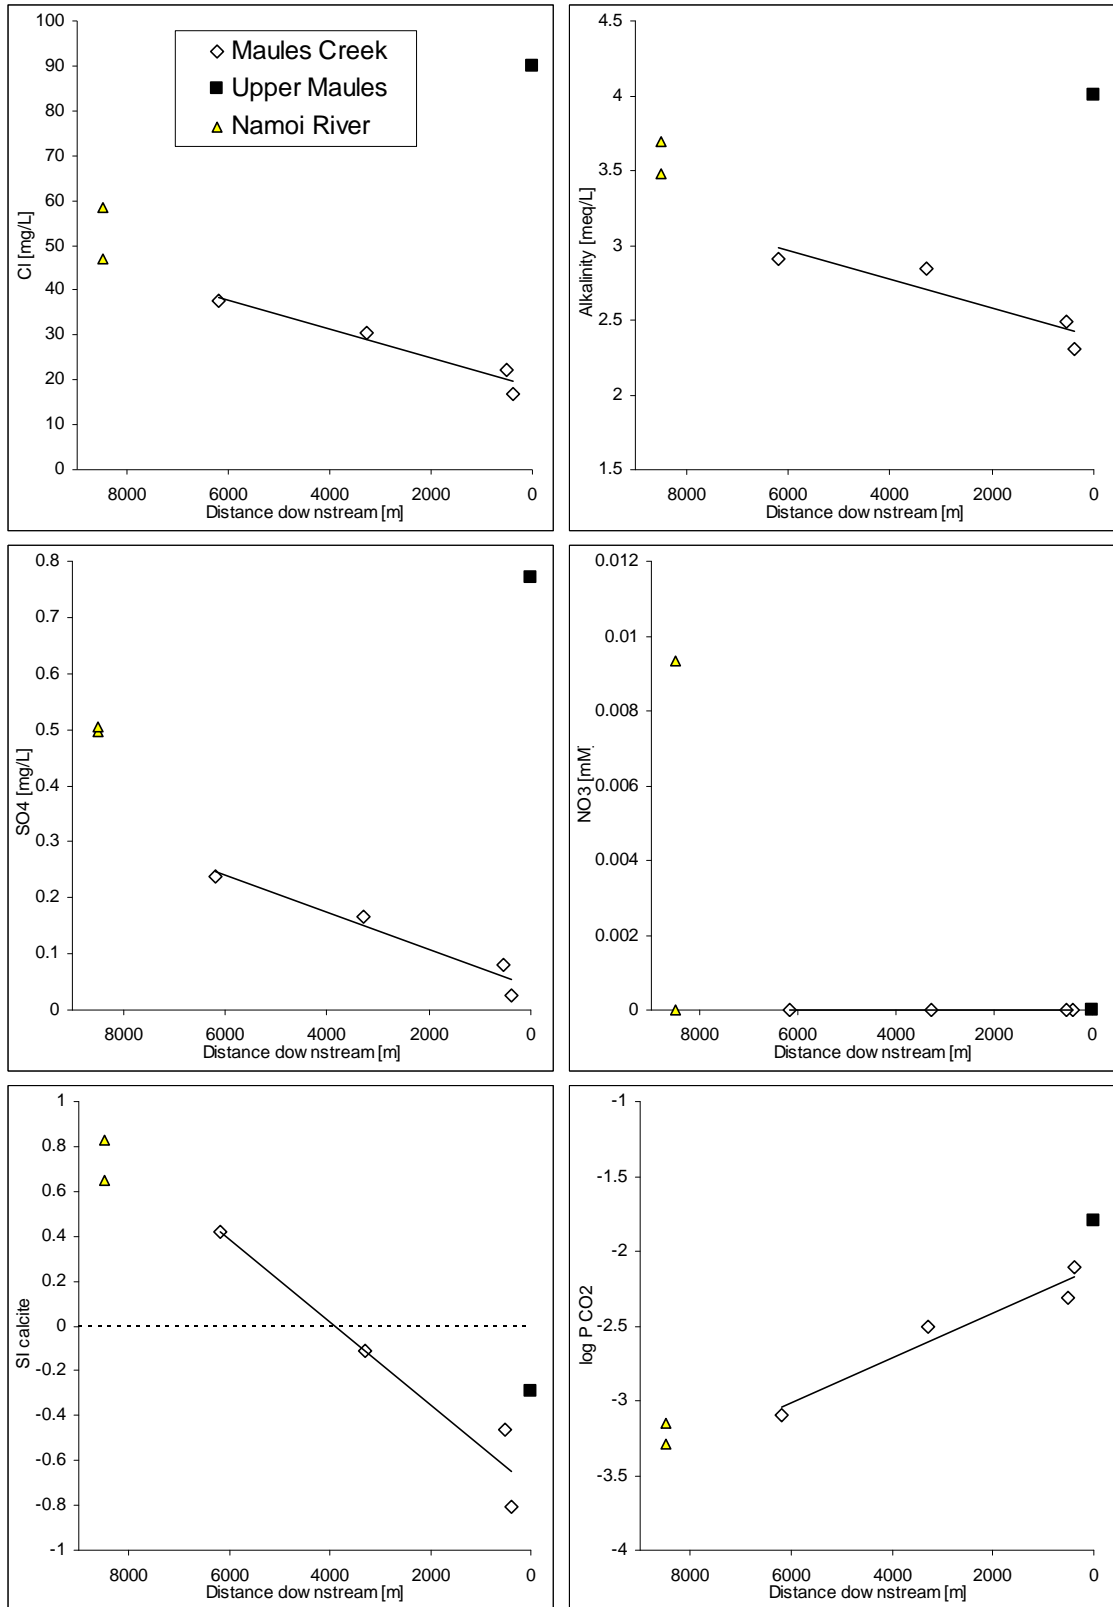 Cl [mg/L]
100
90
80
70
60
50
40
30
20
10
0
8000 6000 4000 2000 0
Distance dow nstream [m]
Maules Creek
Upper Maules
Namoi River
Alkalinity [meq/L]
4.5
4
3.5
3
2.5
2
1.5
8000 6000 4000 2000 0
Distance dow nstream [m]
SO4 [mg/L]
0.8
0.7
0.6
0.5
0.4
0.3
0.2
0.1
0
8000 6000 4000 2000 0
Distance dow nstream [m]
NO3 [mM]
0.012
0.01
0.008
0.006
0.004
0.002
0
8000 6000 4000 2000 0
Distance dow nstream [m]
SI calcite
1
0.8
0.6
0.4
0.2
0
-0.2
-0.4
-0.6
-0.8
-1
8000 6000 4000 2000 0
Distance dow nstream [m]
log P CO2
-1
-1.5
-2
-2.5
-3
-3.5
-4
8000 6000 4000 2000 0
Distance dow nstream [m]